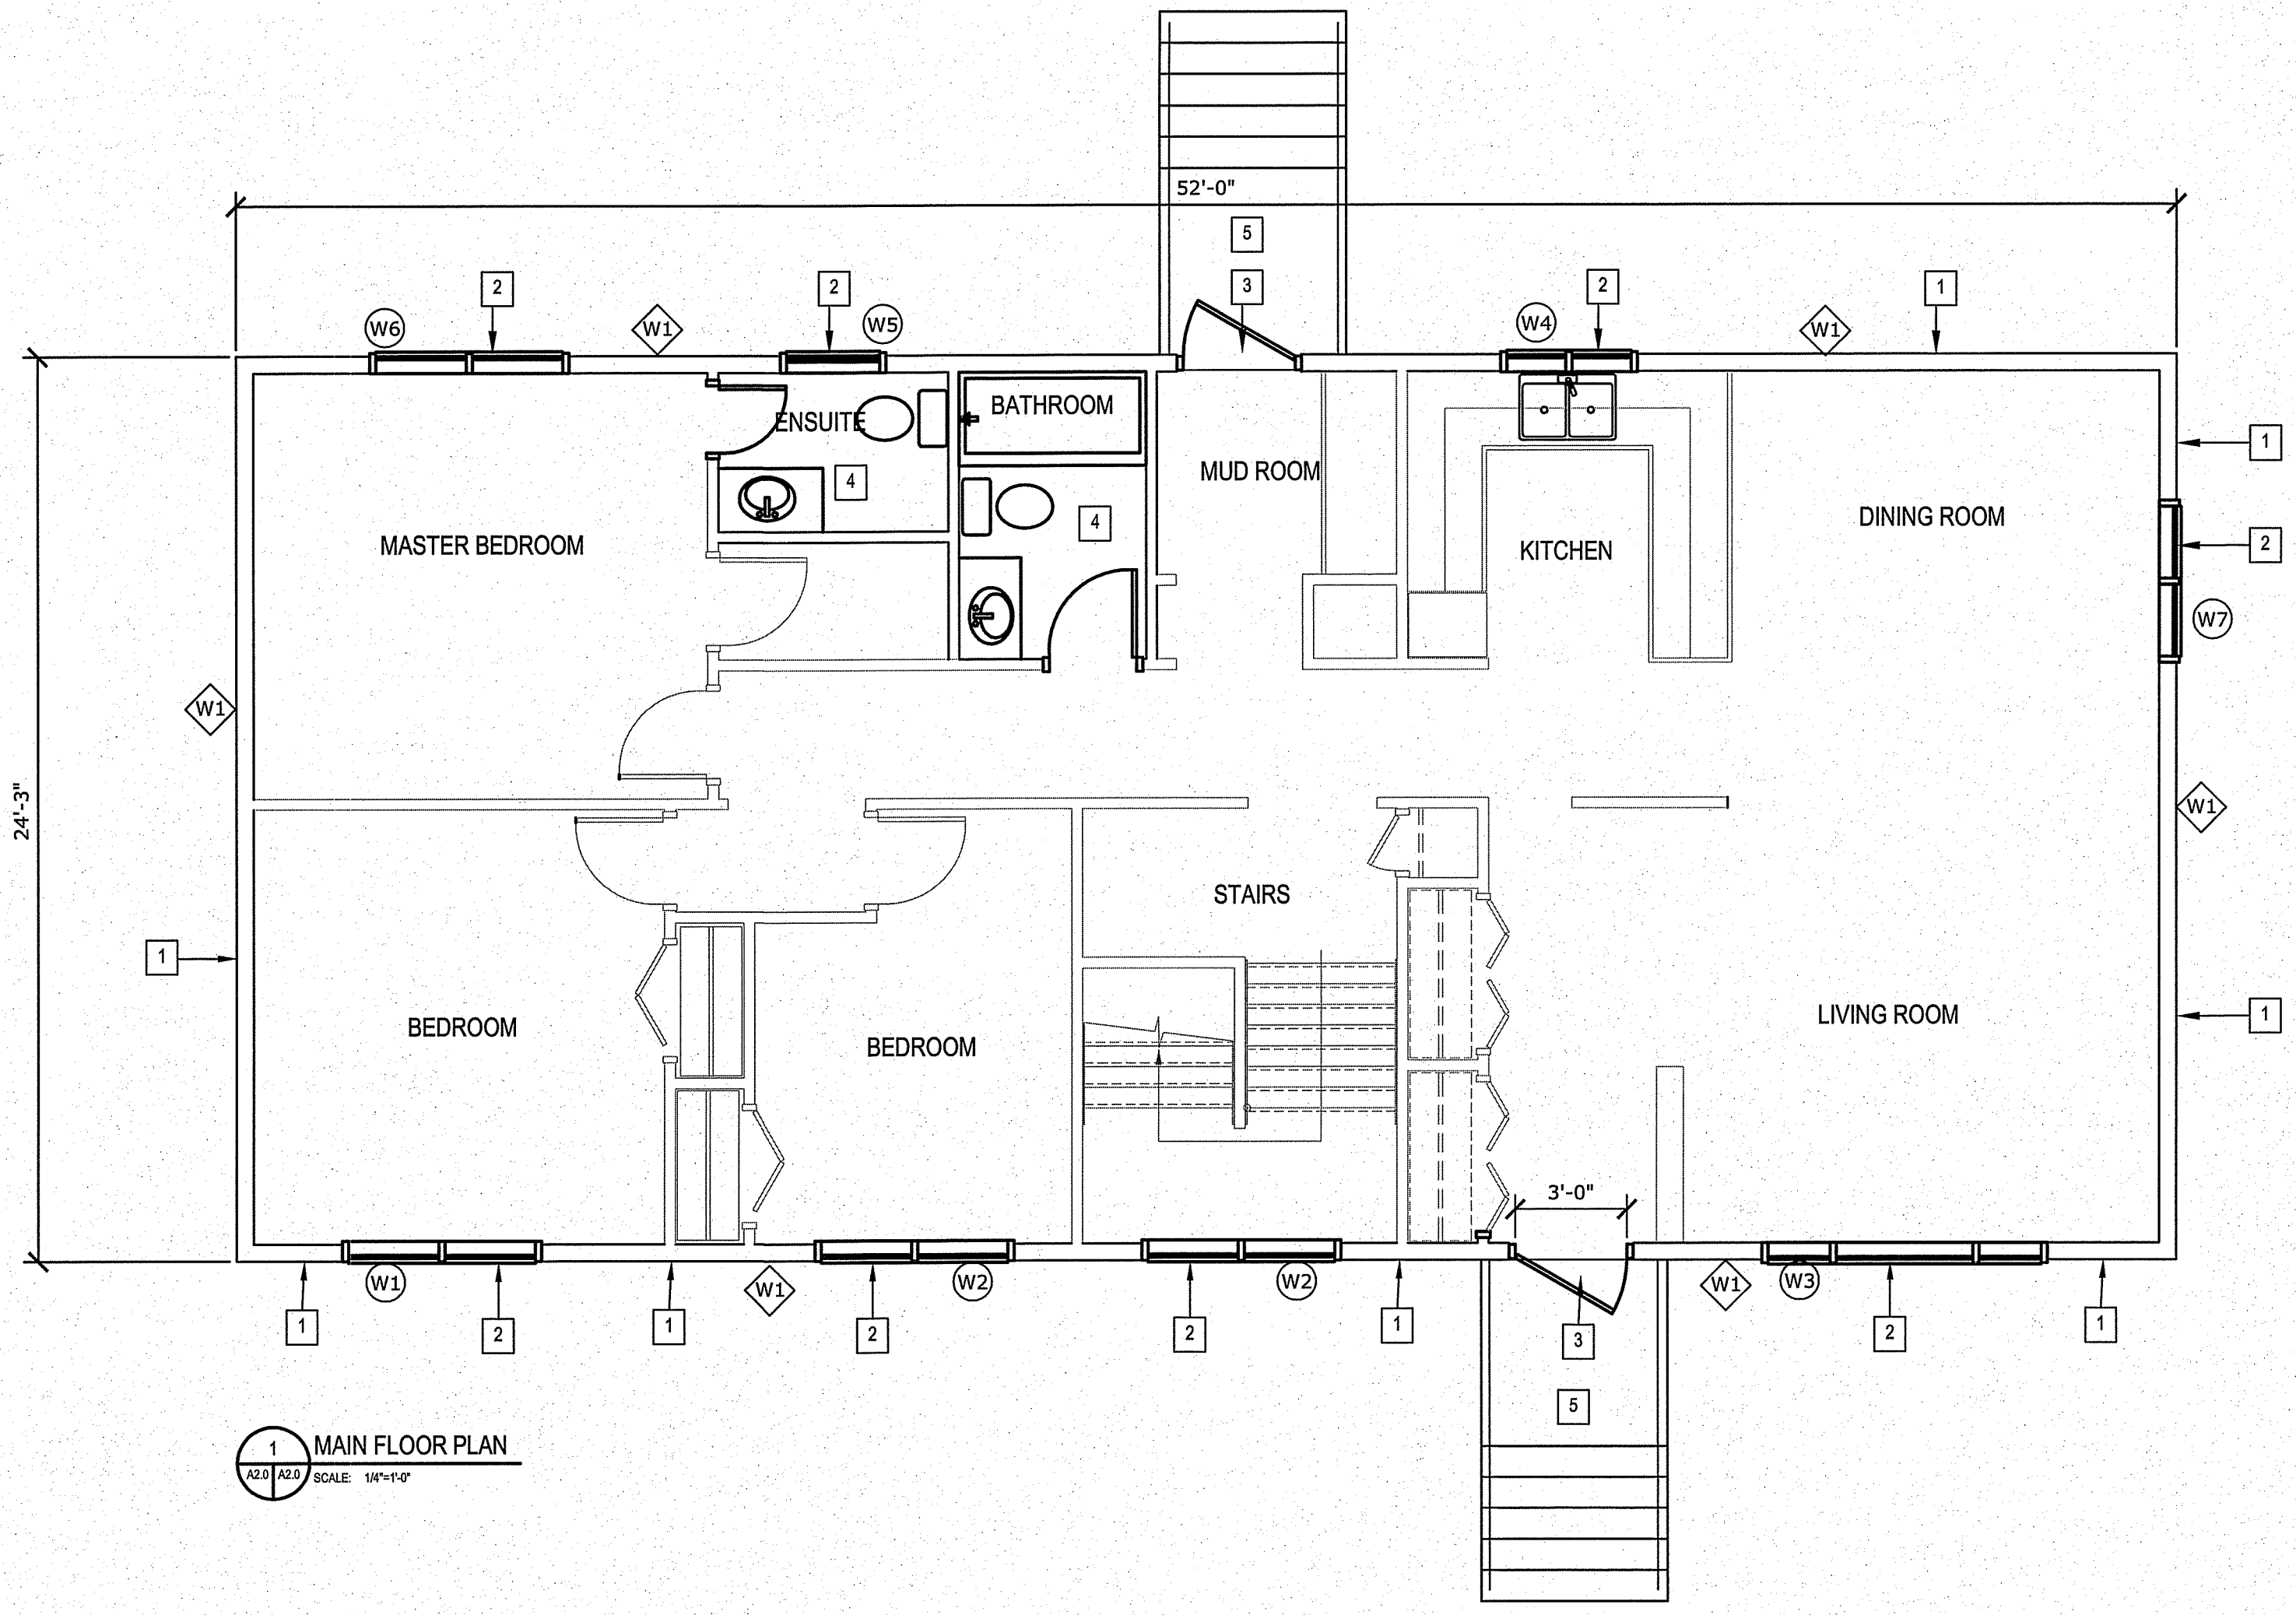 52'-0"
5
2
2
3
2
1
W6
W1
W5
W4
W1
BATHROOM
ENSUITE
1
MUD ROOM
4
DINING ROOM
4
MASTER BEDROOM
KITCHEN
2
W7
W1
24'-3"
W1
STAIRS
1
LIVING ROOM
1
BEDROOM
BEDROOM
3'-0"
W1
W1
W2
W2
W1
W3
1
2
1
2
2
1
3
2
1
5
1
MAIN FLOOR PLAN
A2.0
A2.0
SCALE: 1/4"=1'-0"